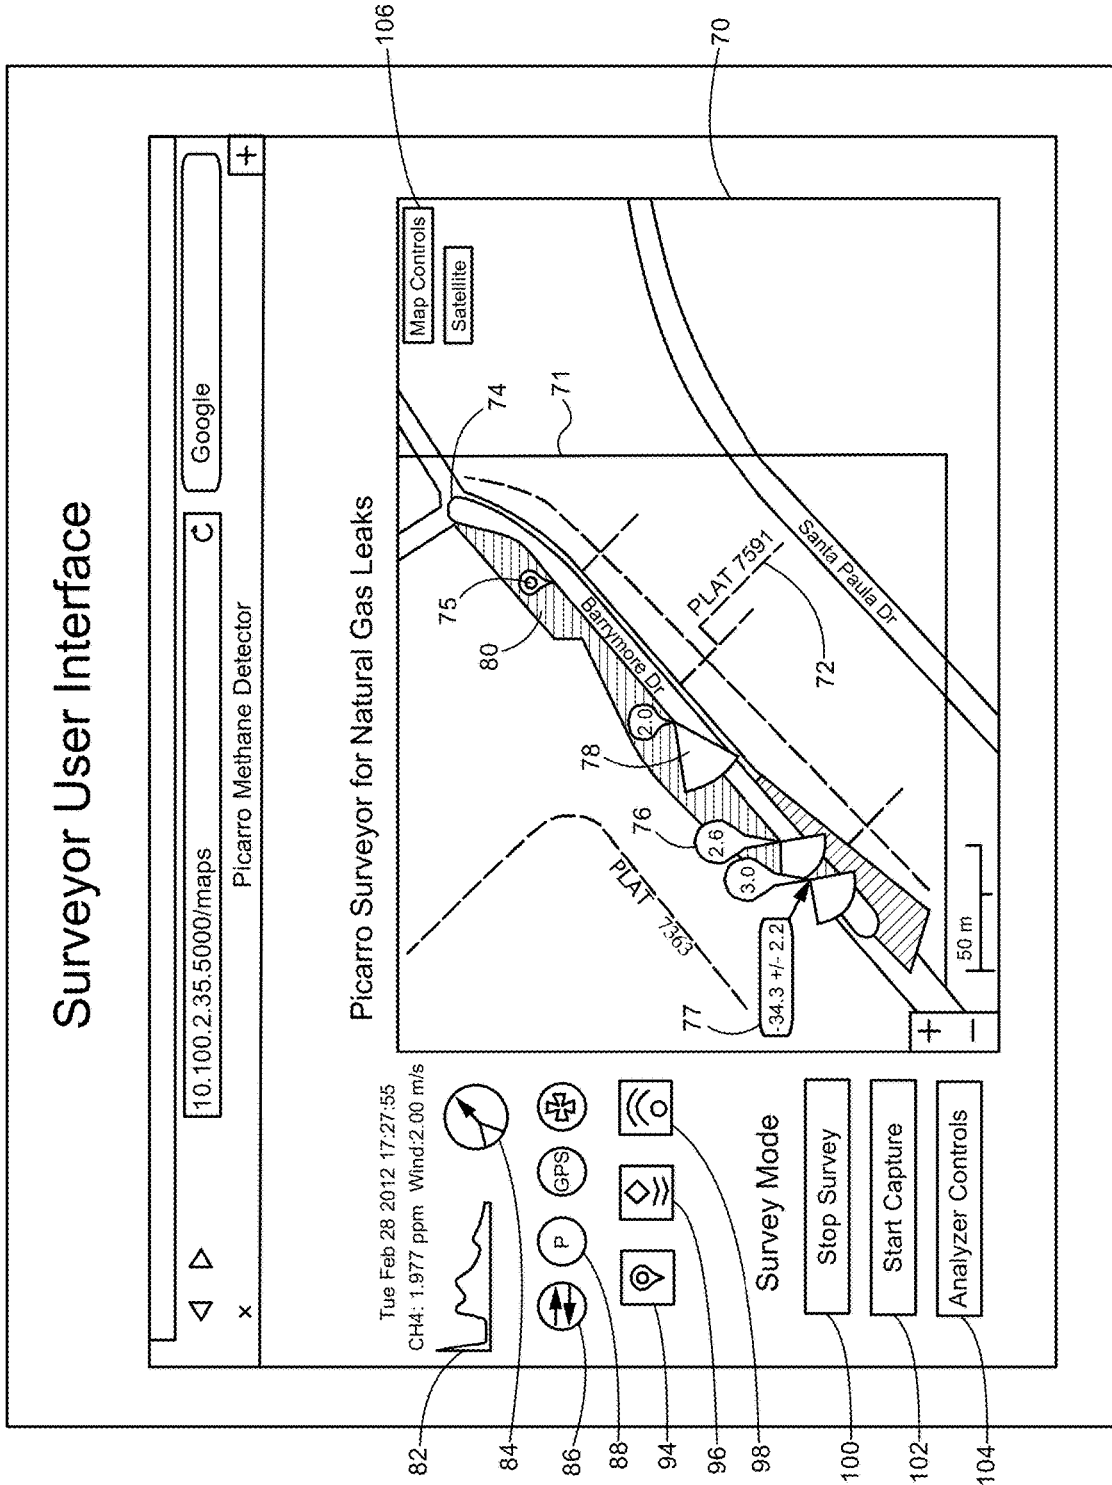 Surveyor User Interface
10.100.2.35.5000/maps
Google
×
Picarro Methane Detector
+
Picarro Surveyor for Natural Gas Leaks
Tue Feb 28 2012 17:27:55
CH4: 1.977 ppm Wind:2.00 m/s
P
GPS
Survey Mode
Stop Survey
Start Capture
Analyzer Controls
Map Controls
Satellite
PLAT 7363
PLAT 7591
Barrymore Dr
Santa Paula Dr
2.0
2.6
3.0
-34.3 +/- 2.2
50 m
+
−
70
71
72
74
75
76
77
78
80
82
84
86
88
94
96
98
100
102
104
106